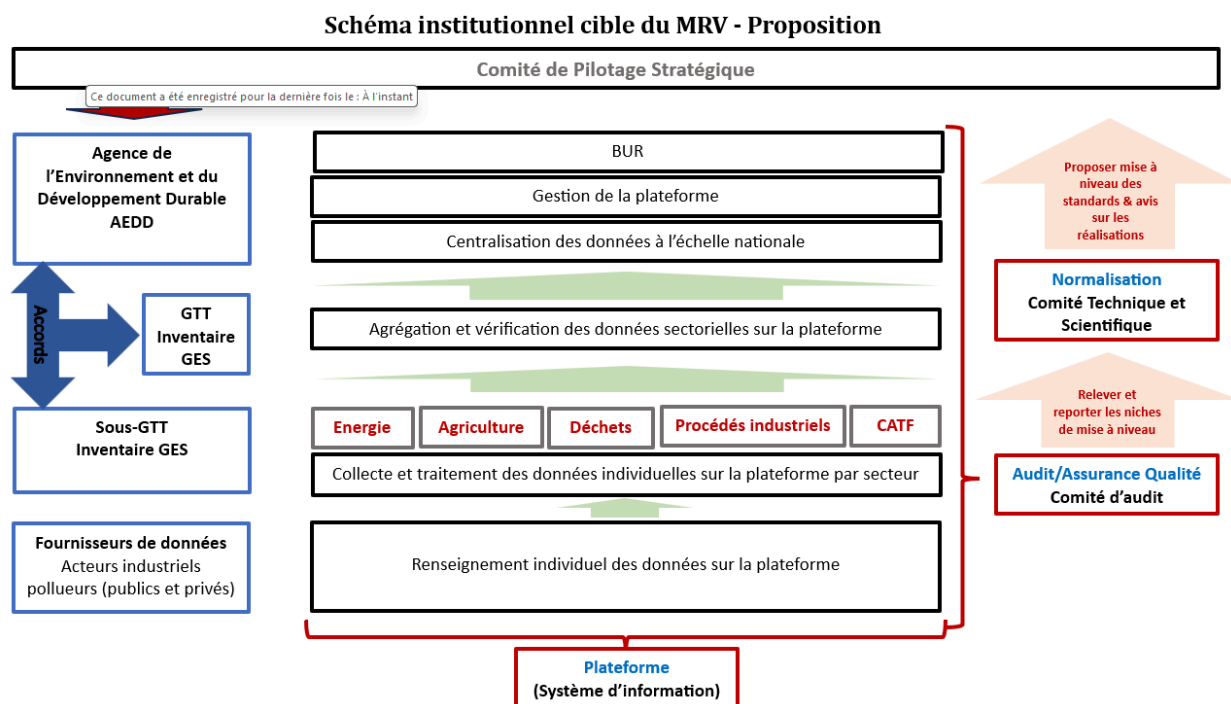 Schéma institutionnel cible du MRV - Proposition
Comité de Pilotage Stratégique
Ce document a été enregistré pour la dernière fois le : À l'instant
Agence de
l'Environnement et du
Développement Durable
AEDD
Accords
GTT
Inventaire
GES
Sous-GTT
Inventaire GES
Fournisseurs de données
Acteurs industriels
pollueurs (publics et privés)
BUR
Gestion de la plateforme
Centralisation des données à l'échelle nationale
Agrégation et vérification des données sectorielles sur la plateforme
Energie
Agriculture
Déchets
Procédés industriels
CATF
Collecte et traitement des données individuelles sur la plateforme par secteur
Renseignement individuel des données sur la plateforme
Plateforme
(Système d'information)
Proposer mise à
niveau des
standards & avis
sur les
réalisations
Normalisation
Comité Technique et
Scientifique
Relever et
reporter les niches
de mise à niveau
Audit/Assurance Qualité
Comité d'audit